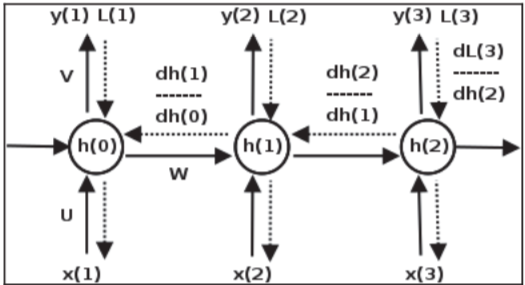 y(1) L(1) y(2) L(2) y(3) L(3)
V
dh(1)
-------
dh(0)
dh(2)
-------
dh(1)
dL(3)
-------
dh(2)
h(0) h(1) h(2)
W
U
x(1) x(2) x(3)